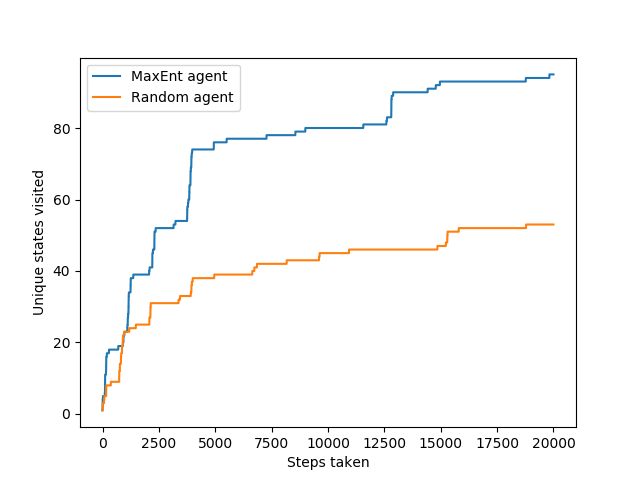 MaxEnt agent
Random agent
80
60
40
20
0
Unique states visited
0 2500 5000 7500 10000 12500 15000 17500 20000
Steps taken